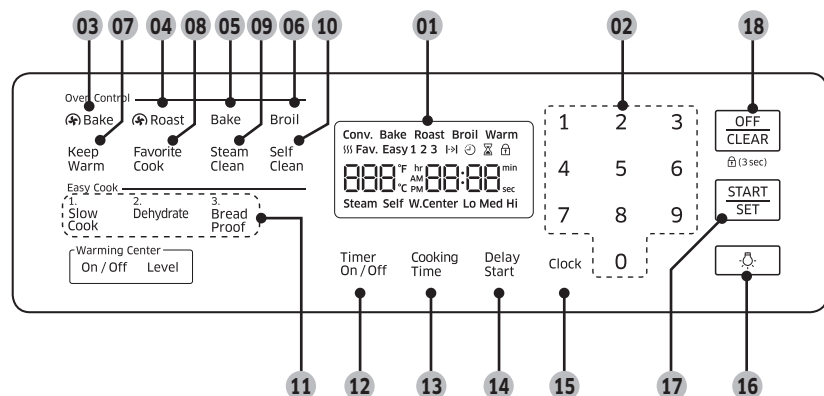 03 07 04 08 05 09 06 10 01 02 18
Oven Control
Bake Roast Bake Broil
Keep Warm
Favorite Cook
Steam Clean
Self Clean
Easy Cook
1. Slow Cook
2. Dehydrate
3. Bread Proof
Warming Center
On / Off Level
Conv. Bake Roast Broil Warm
Fav. Easy 1 2 3
888 °F °C hr AM PM 88:88 min sec
Steam Self W.Center Lo Med Hi
Timer On / Off
Cooking Time
Delay Start
Clock
1 2 3
4 5 6
7 8 9
0
OFF
CLEAR
(3 sec)
START
SET
11 12 13 14 15 17 16